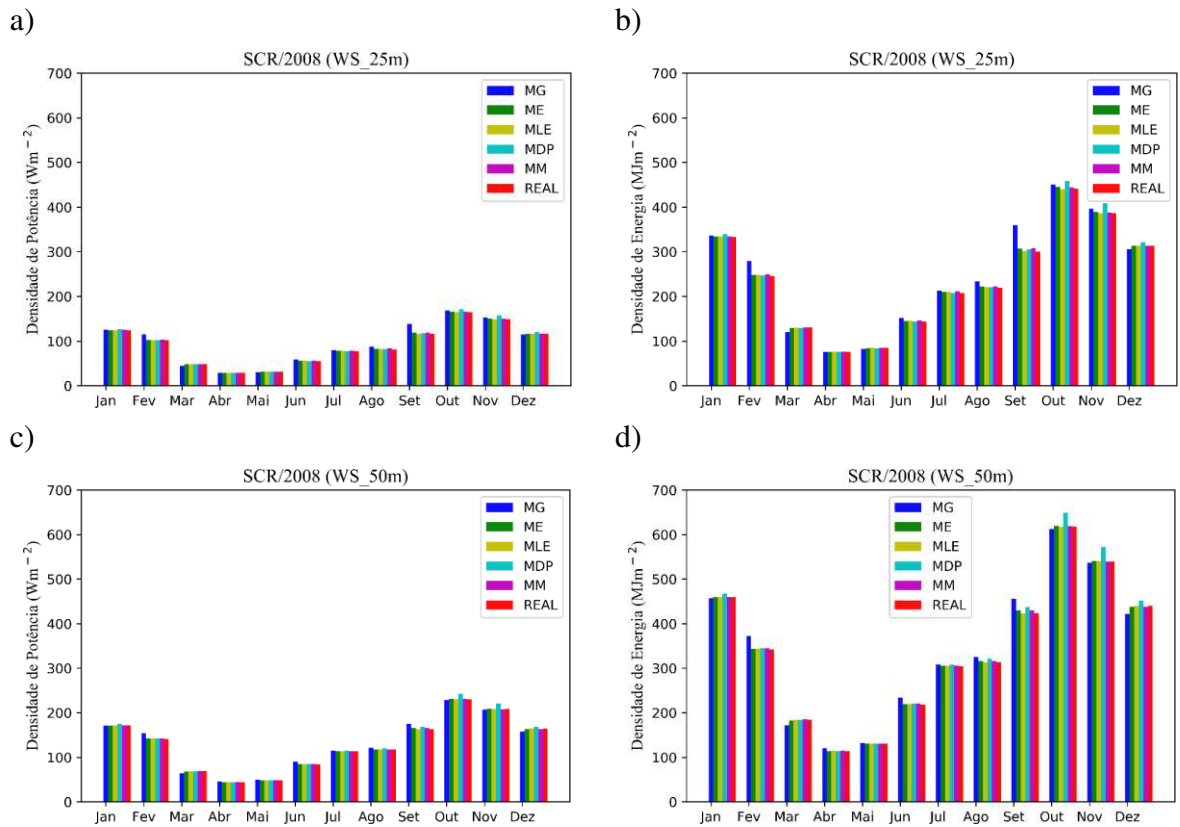 a)
SCR/2008 (WS_25m)
Densidade de Potência (Wm−2)
700
600
500
400
300
200
100
0
MG
ME
MLE
MDP
MM
REAL
Jan Fev Mar Abr Mai Jun Jul Ago Set Out Nov Dez
b)
SCR/2008 (WS_25m)
Densidade de Energia (MJm−2)
700
600
500
400
300
200
100
0
MG
ME
MLE
MDP
MM
REAL
Jan Fev Mar Abr Mai Jun Jul Ago Set Out Nov Dez
c)
SCR/2008 (WS_50m)
Densidade de Potência (Wm−2)
700
600
500
400
300
200
100
0
MG
ME
MLE
MDP
MM
REAL
Jan Fev Mar Abr Mai Jun Jul Ago Set Out Nov Dez
d)
SCR/2008 (WS_50m)
Densidade de Energia (MJm−2)
700
600
500
400
300
200
100
0
MG
ME
MLE
MDP
MM
REAL
Jan Fev Mar Abr Mai Jun Jul Ago Set Out Nov Dez